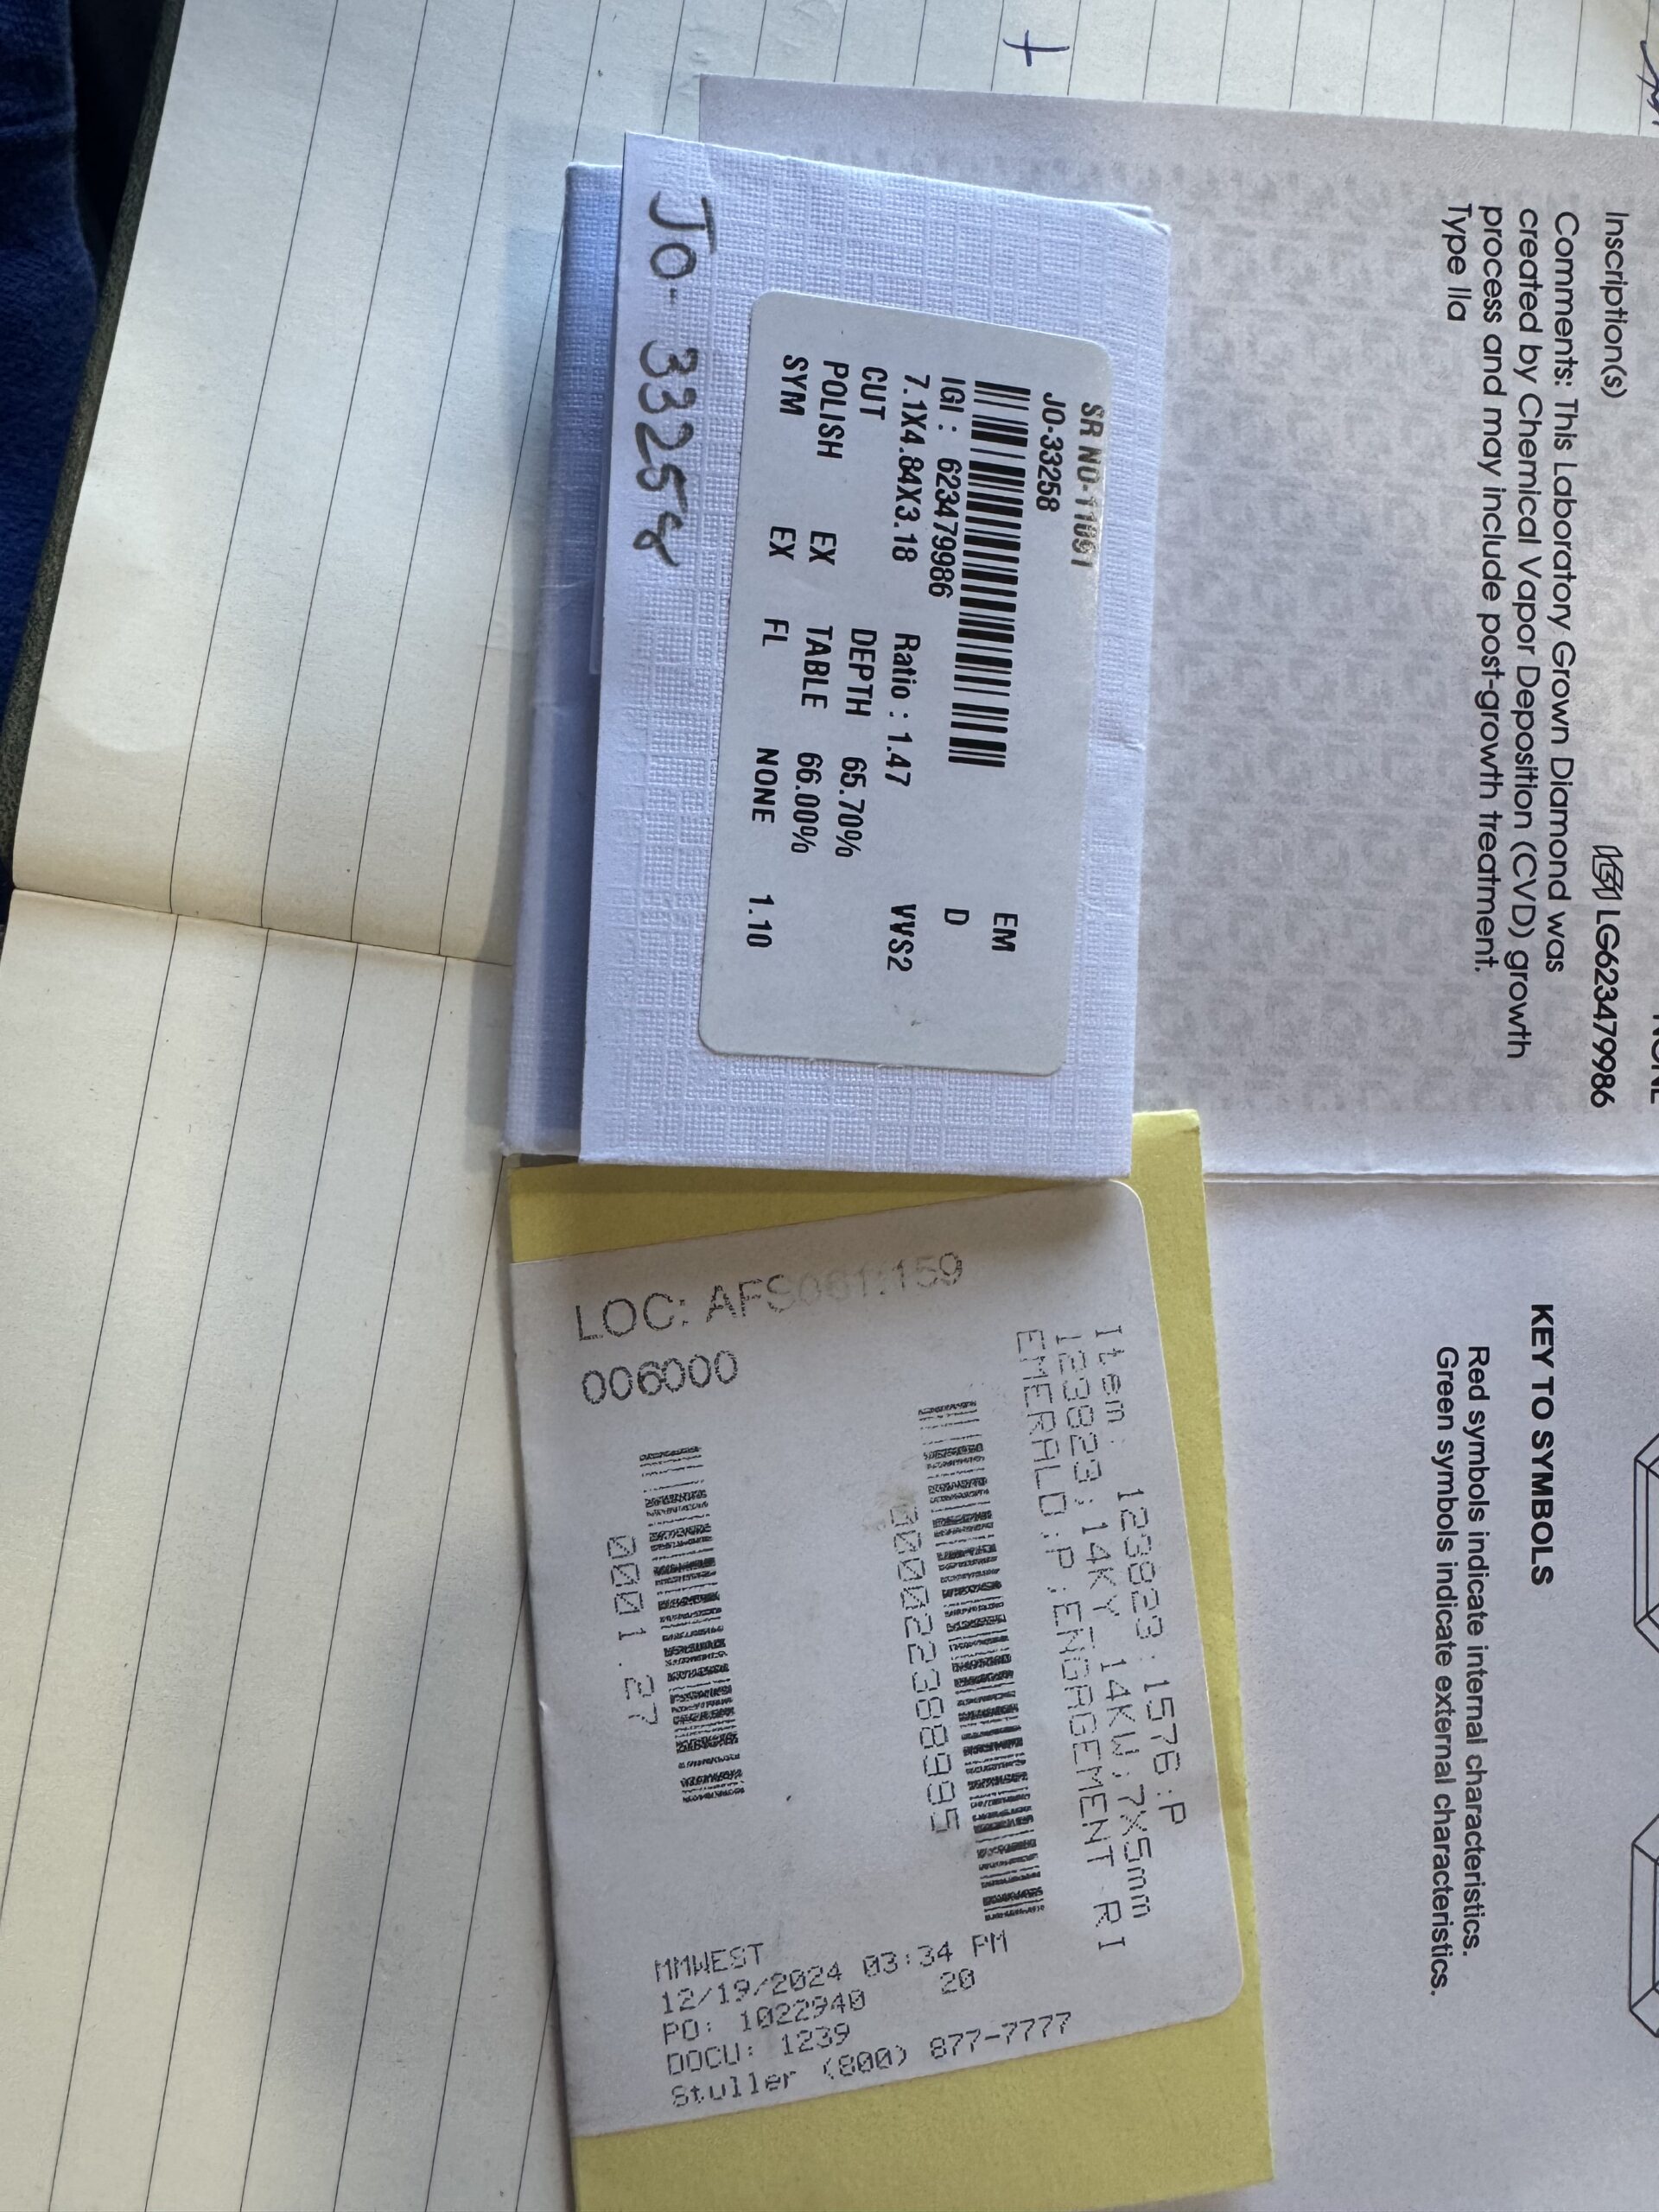 Inscription(s) IGI LG623479986
Comments: This Laboratory Grown Diamond was
created by Chemical Vapor Deposition (CVD) growth
process and may include post-growth treatment.
Type IIa
KEY TO SYMBOLS
Red symbols indicate internal characteristics.
Green symbols indicate external characteristics.
SR NO-11091
JO-33258
EM
IGI : 623479986 D
7.1X4.84X3.18 Ratio : 1.47 VVS2
CUT DEPTH 65.70%
POLISH EX TABLE 66.00%
SYM EX FL NONE 1.10
JO-33258
Item: 123823:1576:P
123823;14KY 14KW;7X5mm
EMERALD;P;ENGAGEMENT RI
000022388995
0001.27
LOC: AFS061:159
006000
MMWEST
12/19/2024 03:34 PM
PO: 1022940 20
DOCU: 1239
Stuller (800) 877-7777